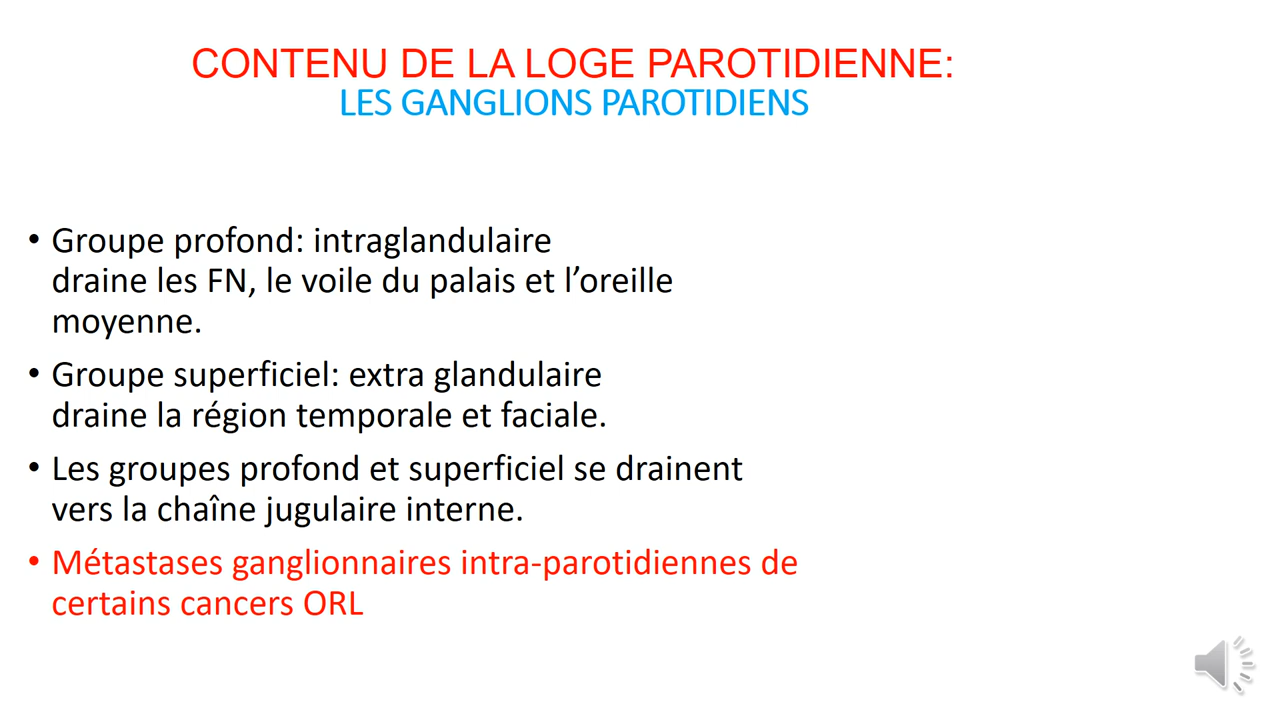 CONTENU DE LA LOGE PAROTIDIENNE:
LES GANGLIONS PAROTIDIENS
• Groupe profond: intraglandulaire
draine les FN, le voile du palais et l’oreille
moyenne.
• Groupe superficiel: extra glandulaire
draine la région temporale et faciale.
• Les groupes profond et superficiel se drainent
vers la chaîne jugulaire interne.
• Métastases ganglionnaires intra-parotidiennes de
certains cancers ORL